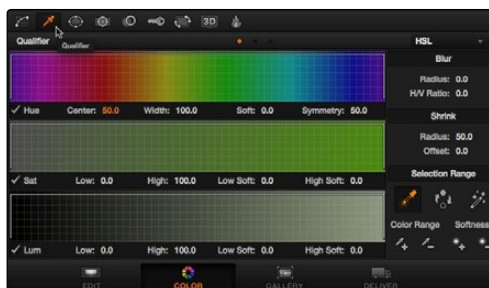 3D
Qualifier
Qualifier
HSL
Blur
Radius: 0.0
H/V Ratio: 0.0
Hue Center: 50.0 Width: 100.0 Soft: 0.0 Symmetry: 50.0
Shrink
Radius: 50.0
Offset: 0.0
Sat Low: 0.0 High: 100.0 Low Soft: 0.0 High Soft: 0.0
Selection Range
Color Range Softness
Lum Low: 0.0 High: 100.0 Low Soft: 0.0 High Soft: 0.0
EDIT COLOR GALLERY DELIVER